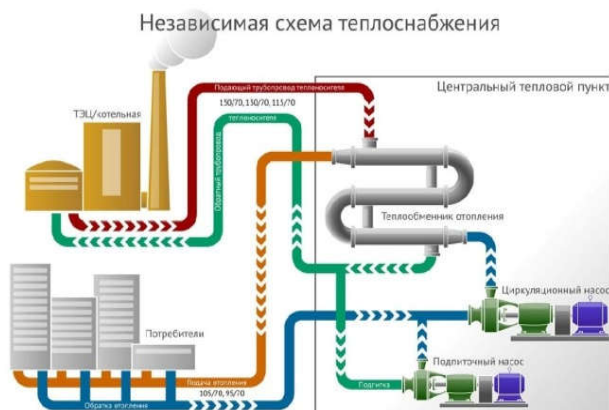 Независимая схема теплоснабжения
Подающий трубопровод теплоносителя
150/70, 130/70, 115/70
Центральный тепловой пункт
ТЭЦ/котельная
Обратный трубопровод теплоносителя
Теплообменник отопления
Циркуляционный насос
Потребители
Подпиточный насос
Подача отопления
Подпитка
105/70, 95/70
Обратка отопления